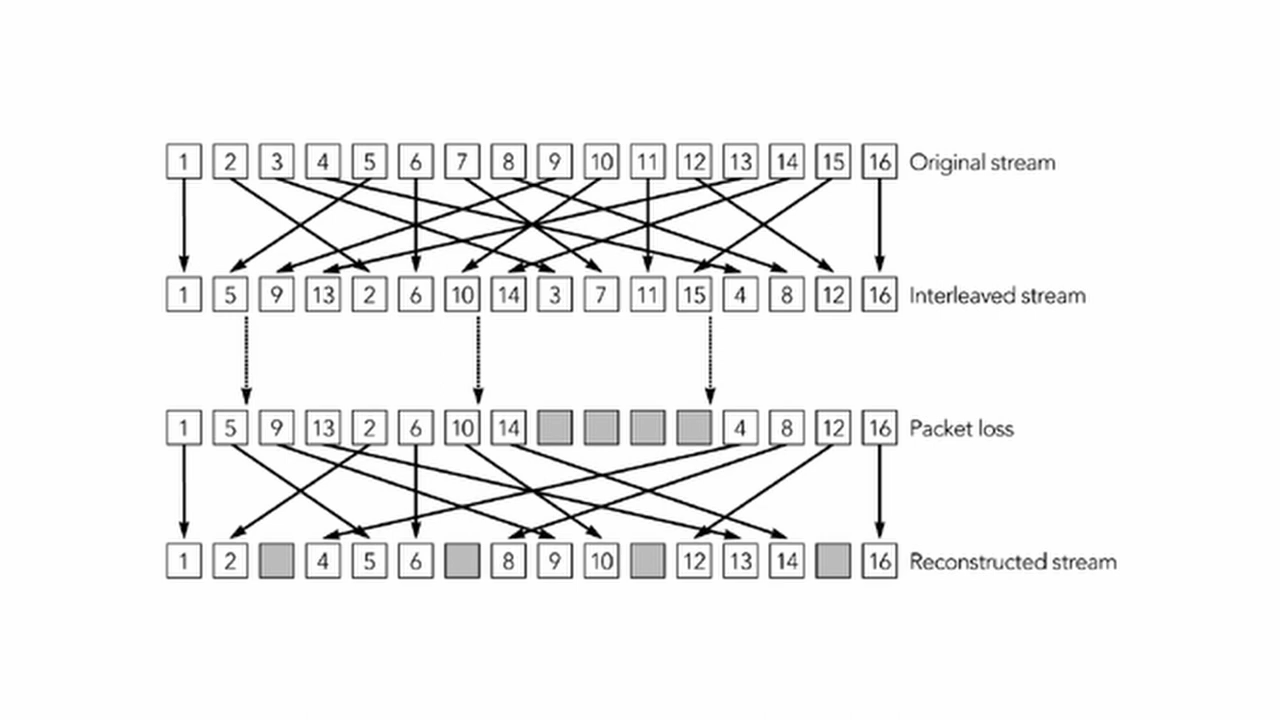 1 2 3 4 5 6 7 8 9 10 11 12 13 14 15 16 Original stream
1 5 9 13 2 6 10 14 3 7 11 15 4 8 12 16 Interleaved stream
1 5 9 13 2 6 10 14 4 8 12 16 Packet loss
1 2 4 5 6 8 9 10 12 13 14 16 Reconstructed stream